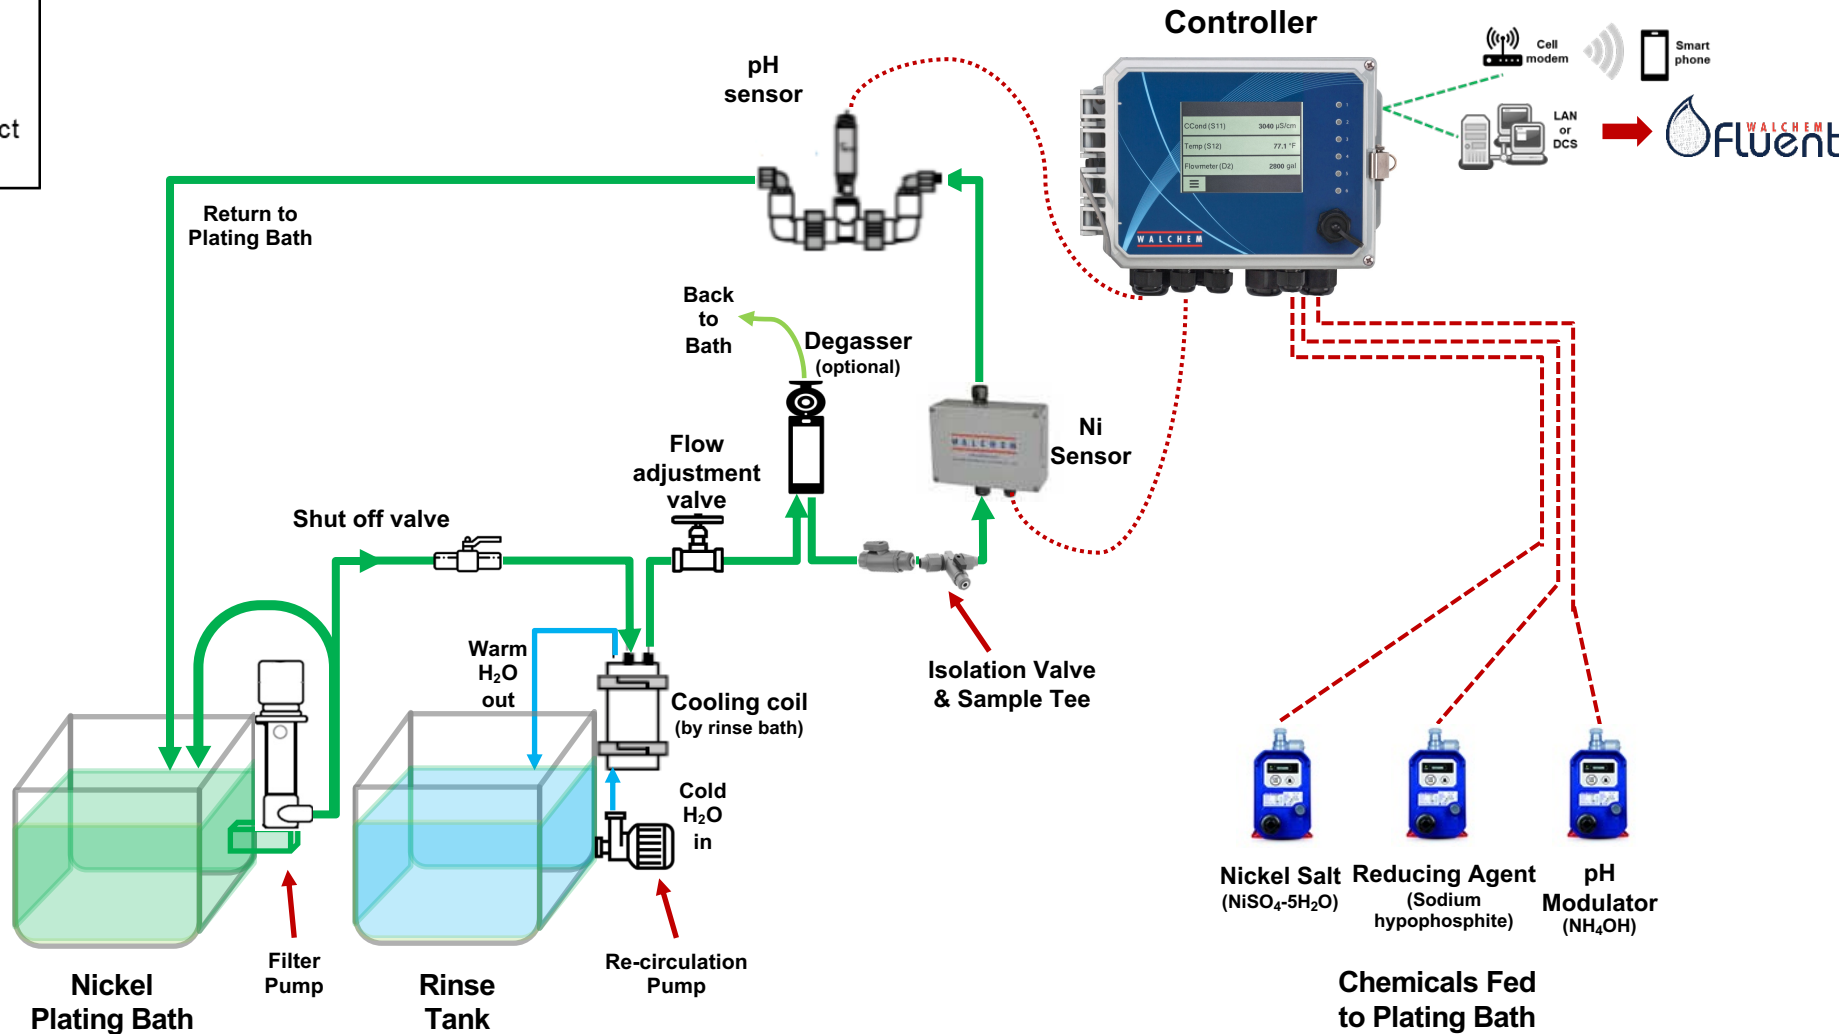 ct
Controller
Cell
modem
Smart
phone
LAN
or
DCS
WALCHEM
Fluent
CCond (S11) 3040 µS/cm
Temp (S12) 77.1 °F
Flowmeter (D2) 2800 gal
WALCHEM
pH
sensor
Return to
Plating Bath
Back
to
Bath
Degasser
(optional)
WALCHEM
Ni
Sensor
Flow
adjustment
valve
Shut off valve
Isolation Valve
& Sample Tee
Warm
H₂O
out
Cooling coil
(by rinse bath)
Cold
H₂O
in
Filter
Pump
Re-circulation
Pump
Nickel
Plating Bath
Rinse
Tank
Nickel Salt
(NiSO₄-5H₂O)
Reducing Agent
(Sodium
hypophosphite)
pH
Modulator
(NH₄OH)
Chemicals Fed
to Plating Bath